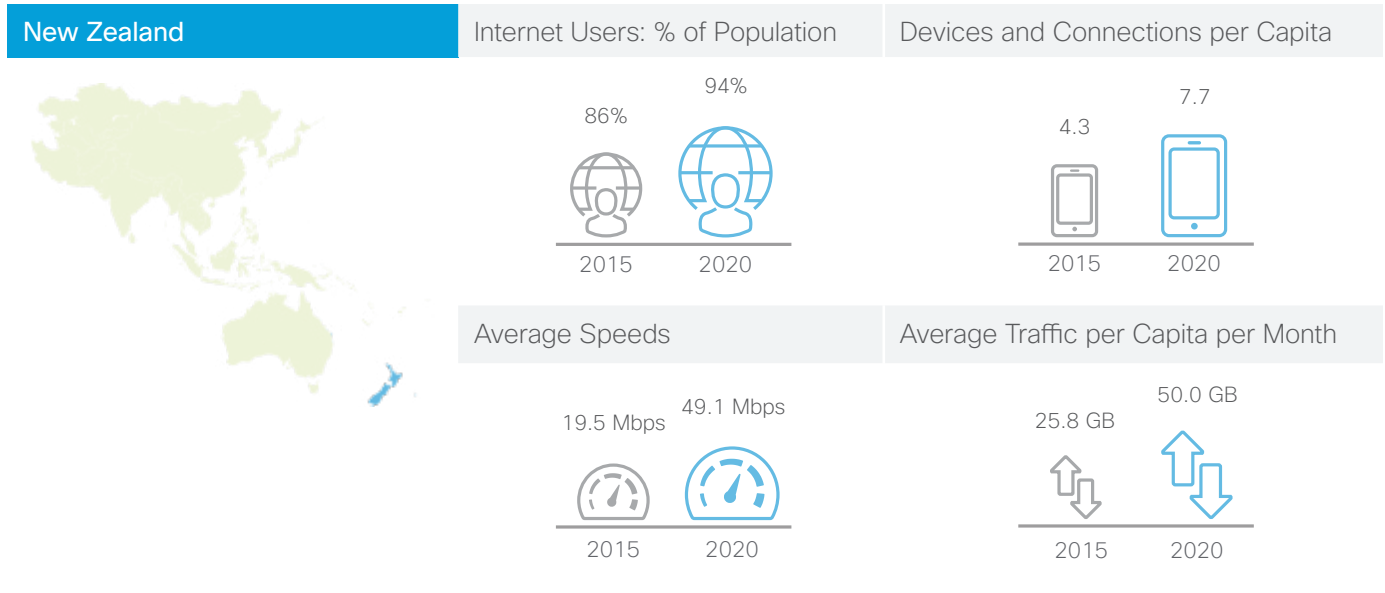 New Zealand
Internet Users: % of Population
Devices and Connections per Capita
86%
94%
2015
2020
4.3
7.7
2015
2020
Average Speeds
Average Traffic per Capita per Month
19.5 Mbps
49.1 Mbps
2015
2020
25.8 GB
50.0 GB
2015
2020